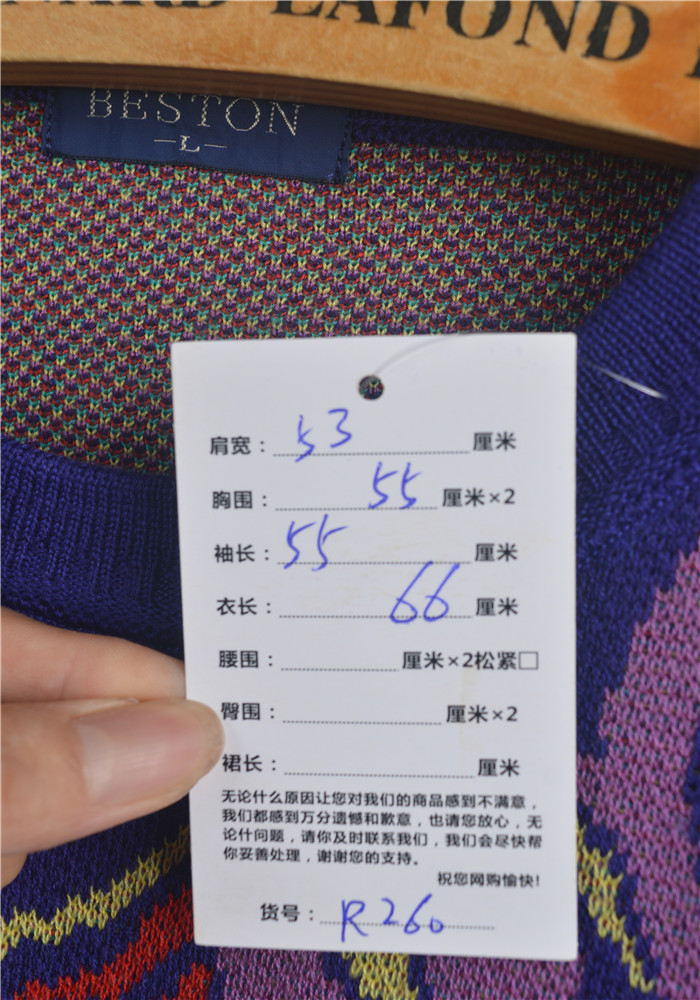 LAFOND
BESTON
-L-
肩宽：53厘米
胸围：55厘米×2
袖长：55厘米
衣长：66厘米
腰围：厘米×2松紧□
臀围：厘米×2
裙长：厘米
无论什么原因让您对我们的商品感到不满意，
我们都感到万分遗憾和歉意，也请您放心，无
论什问题，请你及时联系我们，我们会尽快帮
你妥善处理，谢谢您的支持。
祝您网购愉快！
货号：R260